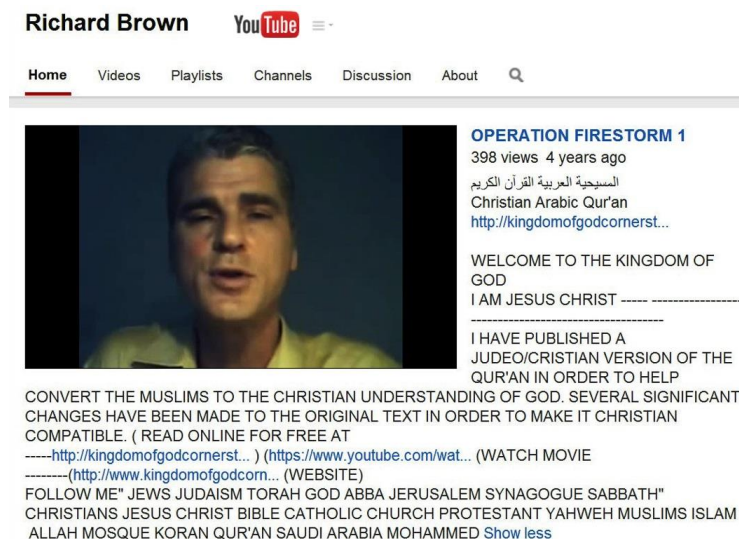 Richard Brown
YouTube
Home Videos Playlists Channels Discussion About
OPERATION FIRESTORM 1
398 views 4 years ago
المسيحية العربية القرآن الكريم
Christian Arabic Qur'an
http://kingdomofgodcornerst...
WELCOME TO THE KINGDOM OF
GOD
I AM JESUS CHRIST ----- -----------------
------------------------------------
I HAVE PUBLISHED A
JUDEO/CRISTIAN VERSION OF THE
QUR'AN IN ORDER TO HELP
CONVERT THE MUSLIMS TO THE CHRISTIAN UNDERSTANDING OF GOD. SEVERAL SIGNIFICANT
CHANGES HAVE BEEN MADE TO THE ORIGINAL TEXT IN ORDER TO MAKE IT CHRISTIAN
COMPATIBLE. ( READ ONLINE FOR FREE AT
-----http://kingdomofgodcornerst... ) (https://www.youtube.com/wat... (WATCH MOVIE
--------(http://www.kingdomofgodcorn... (WEBSITE)
FOLLOW ME" JEWS JUDAISM TORAH GOD ABBA JERUSALEM SYNAGOGUE SABBATH"
CHRISTIANS JESUS CHRIST BIBLE CATHOLIC CHURCH PROTESTANT YAHWEH MUSLIMS ISLAM
ALLAH MOSQUE KORAN QUR'AN SAUDI ARABIA MOHAMMED Show less